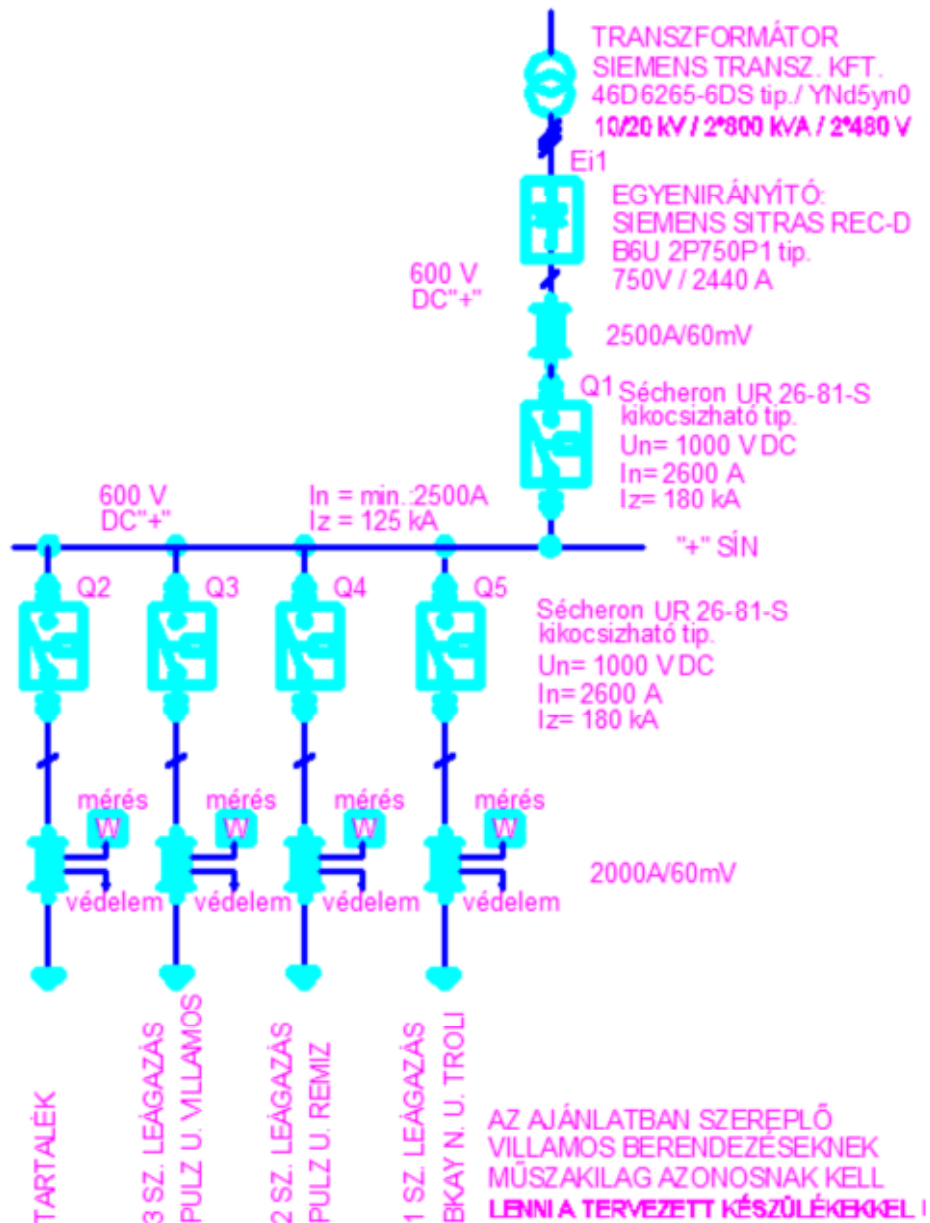 TRANSZFORMÁTOR
SIEMENS TRANSZ. KFT.
46D6265-6DS tip./ YNd5yn0
10/20 kV / 2*800 kVA / 2*480 V
Ei1
EGYENIRÁNYÍTÓ:
SIEMENS SITRAS REC-D
B6U 2P750P1 tip.
750V / 2440 A
600 V
DC"+"
2500A/60mV
Q1
Sécheron UR 26-81-S
kikocsizható tip.
Un= 1000 V DC
In= 2600 A
Iz= 180 kA
600 V
DC"+"
In = min.:2500A
Iz = 125 kA
"+" SÍN
Q2
Q3
Q4
Q5
Sécheron UR 26-81-S
kikocsizható tip.
Un= 1000 V DC
In= 2600 A
Iz= 180 kA
mérés
mérés
mérés
mérés
W
W
W
W
védelem
védelem
védelem
védelem
2000A/60mV
TARTALÉK
3 SZ. LEÁGAZÁS
PULZ U. VILLAMOS
2 SZ. LEÁGAZÁS
PULZ U. REMIZ
1 SZ. LEÁGAZÁS
BKAY N. U. TROLI
AZ AJÁNLATBAN SZEREPLŐ
VILLAMOS BERENDEZÉSEKNEK
MŰSZAKILAG AZONOSNAK KELL
LENNI A TERVEZETT KÉSZÜLÉKEKKEL !